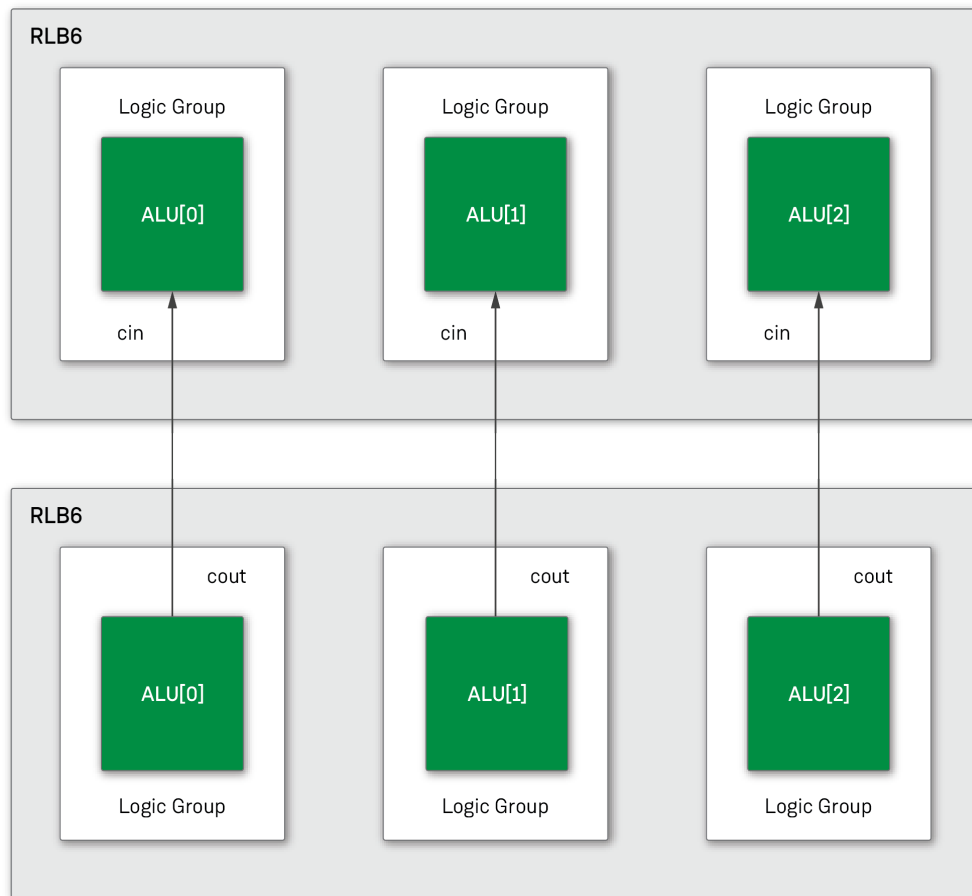 RLB6
Logic Group
Logic Group
Logic Group
ALU[0]
ALU[1]
ALU[2]
cin
cin
cin
RLB6
cout
cout
cout
ALU[0]
ALU[1]
ALU[2]
Logic Group
Logic Group
Logic Group